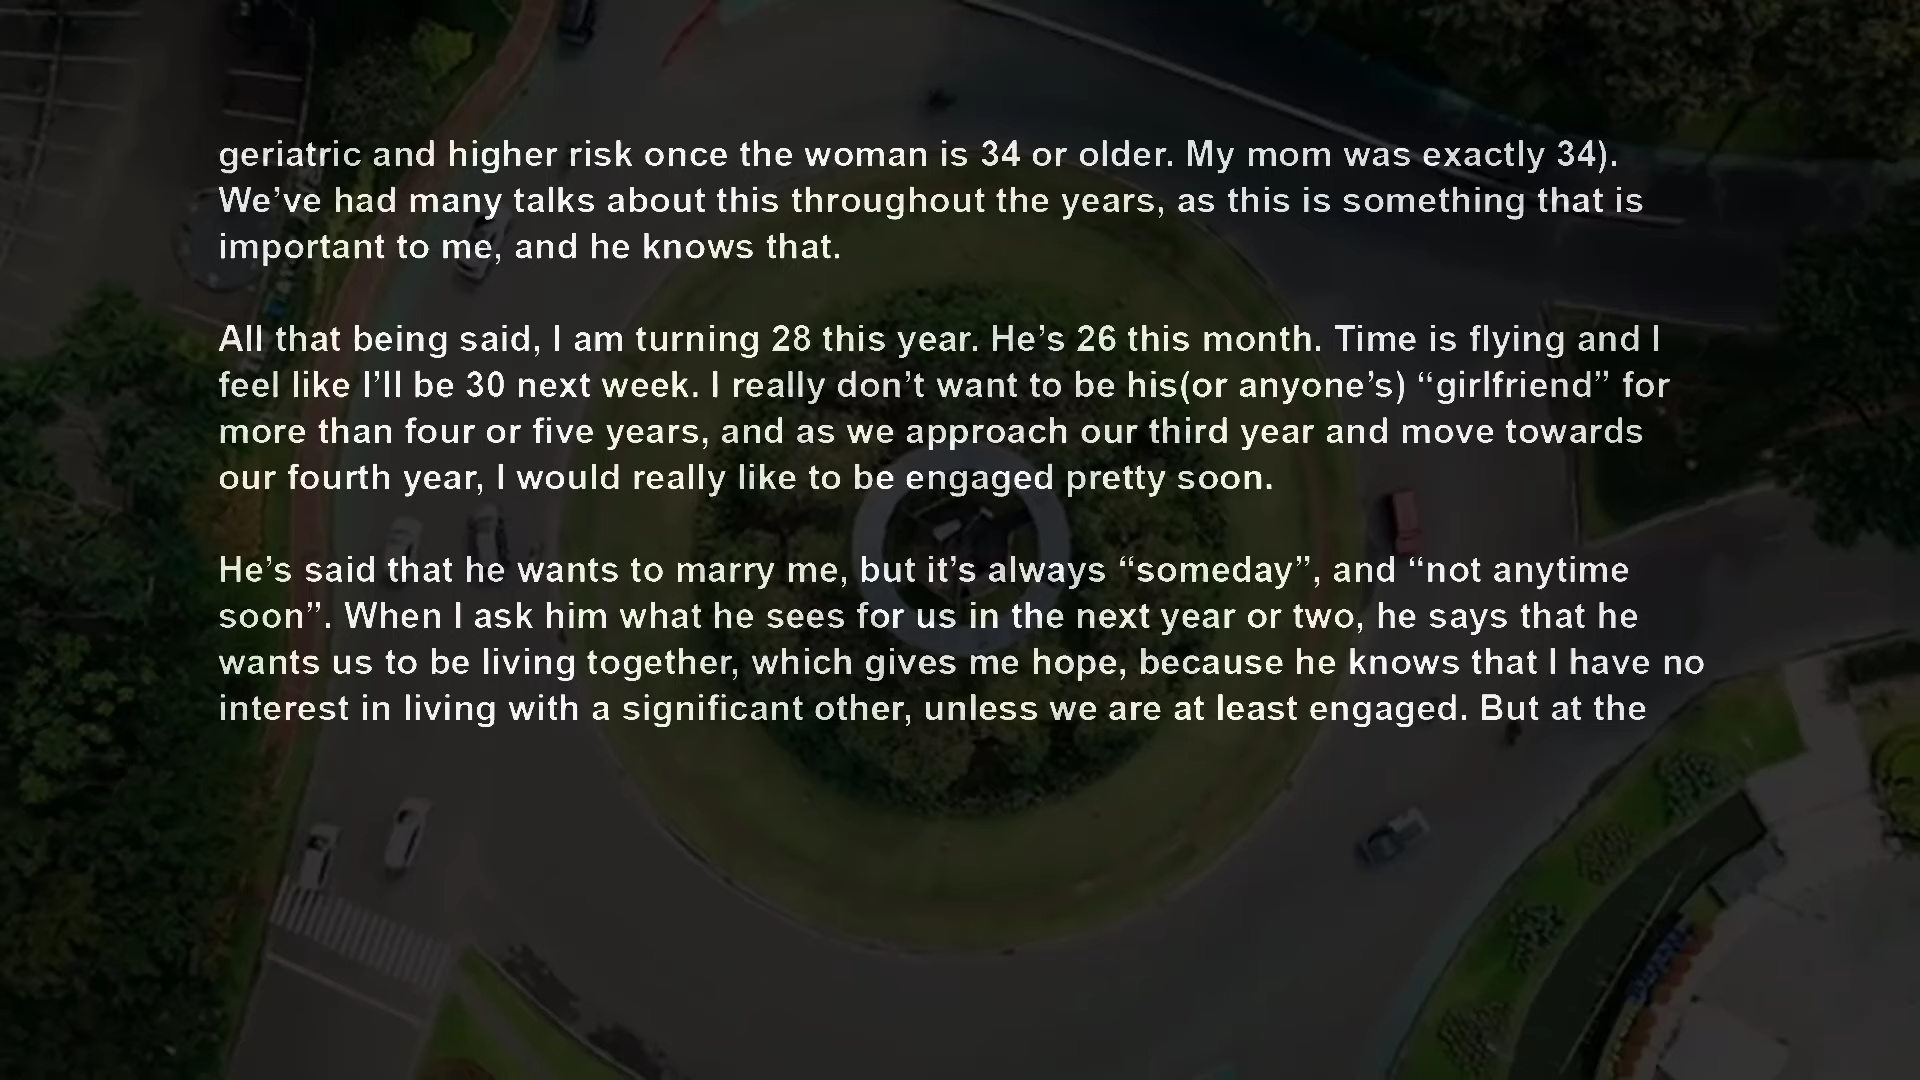 geriatric and higher risk once the woman is 34 or older. My mom was exactly 34).
We’ve had many talks about this throughout the years, as this is something that is
important to me, and he knows that.
All that being said, I am turning 28 this year. He’s 26 this month. Time is flying and I
feel like I’ll be 30 next week. I really don’t want to be his(or anyone’s) “girlfriend” for
more than four or five years, and as we approach our third year and move towards
our fourth year, I would really like to be engaged pretty soon.
He’s said that he wants to marry me, but it’s always “someday”, and “not anytime
soon”. When I ask him what he sees for us in the next year or two, he says that he
wants us to be living together, which gives me hope, because he knows that I have no
interest in living with a significant other, unless we are at least engaged. But at the